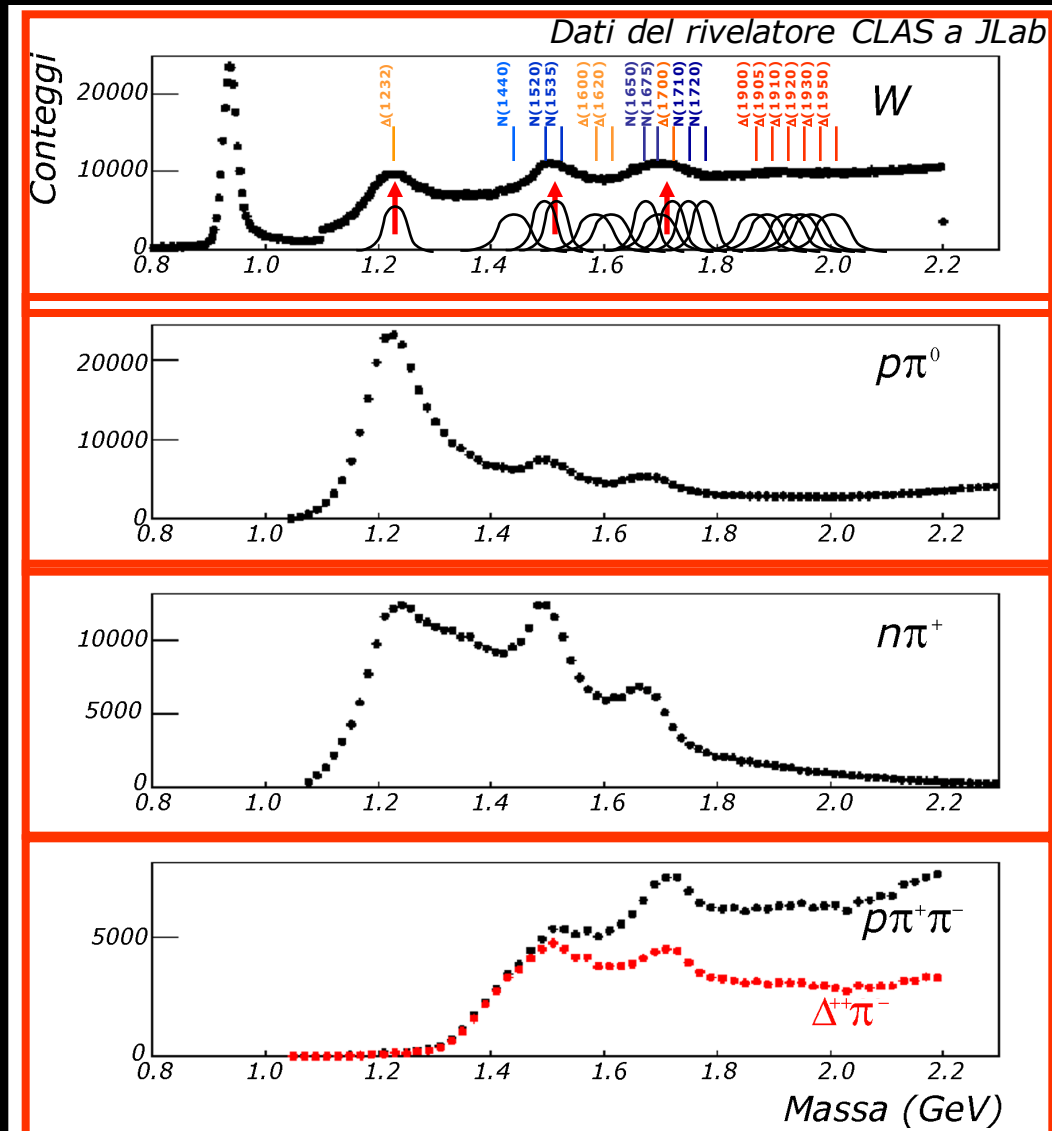 Dati del rivelatore CLAS a JLab
Conteggi
Δ(1232)
N(1440)
N(1520)
N(1535)
Δ(1600)
Δ(1620)
N(1650)
N(1675)
Δ(1700)
N(1710)
N(1720)
Δ(1900)
Δ(1905)
Δ(1910)
Δ(1920)
Δ(1930)
Δ(1950)
W
20000
10000
0
0.8 1.0 1.2 1.4 1.6 1.8 2.0 2.2
pπ⁰
20000
10000
0
0.8 1.0 1.2 1.4 1.6 1.8 2.0 2.2
nπ⁺
10000
5000
0
0.8 1.0 1.2 1.4 1.6 1.8 2.0 2.2
pπ⁺π⁻
5000
Δ⁺⁺π⁻
0
0.8 1.0 1.2 1.4 1.6 1.8 2.0 2.2
Massa (GeV)